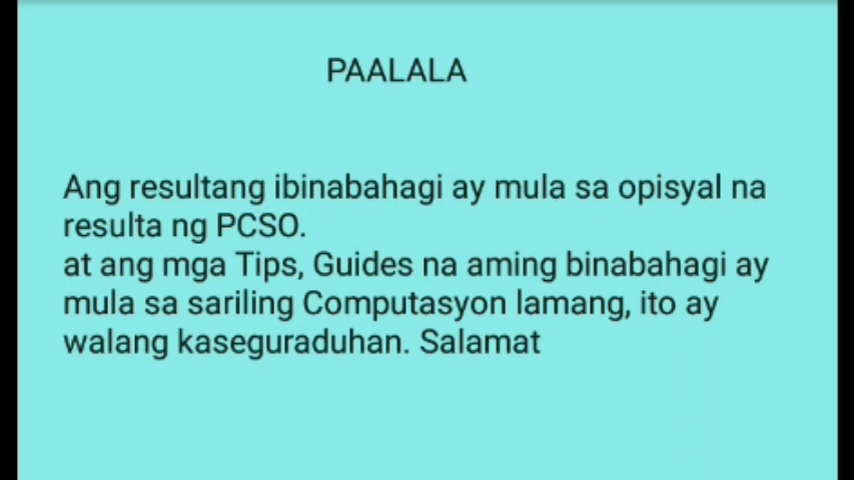 PAALALA
Ang resultang ibinabahagi ay mula sa opisyal na
resulta ng PCSO.
at ang mga Tips, Guides na aming binabahagi ay
mula sa sariling Computasyon lamang, ito ay
walang kaseguraduhan. Salamat